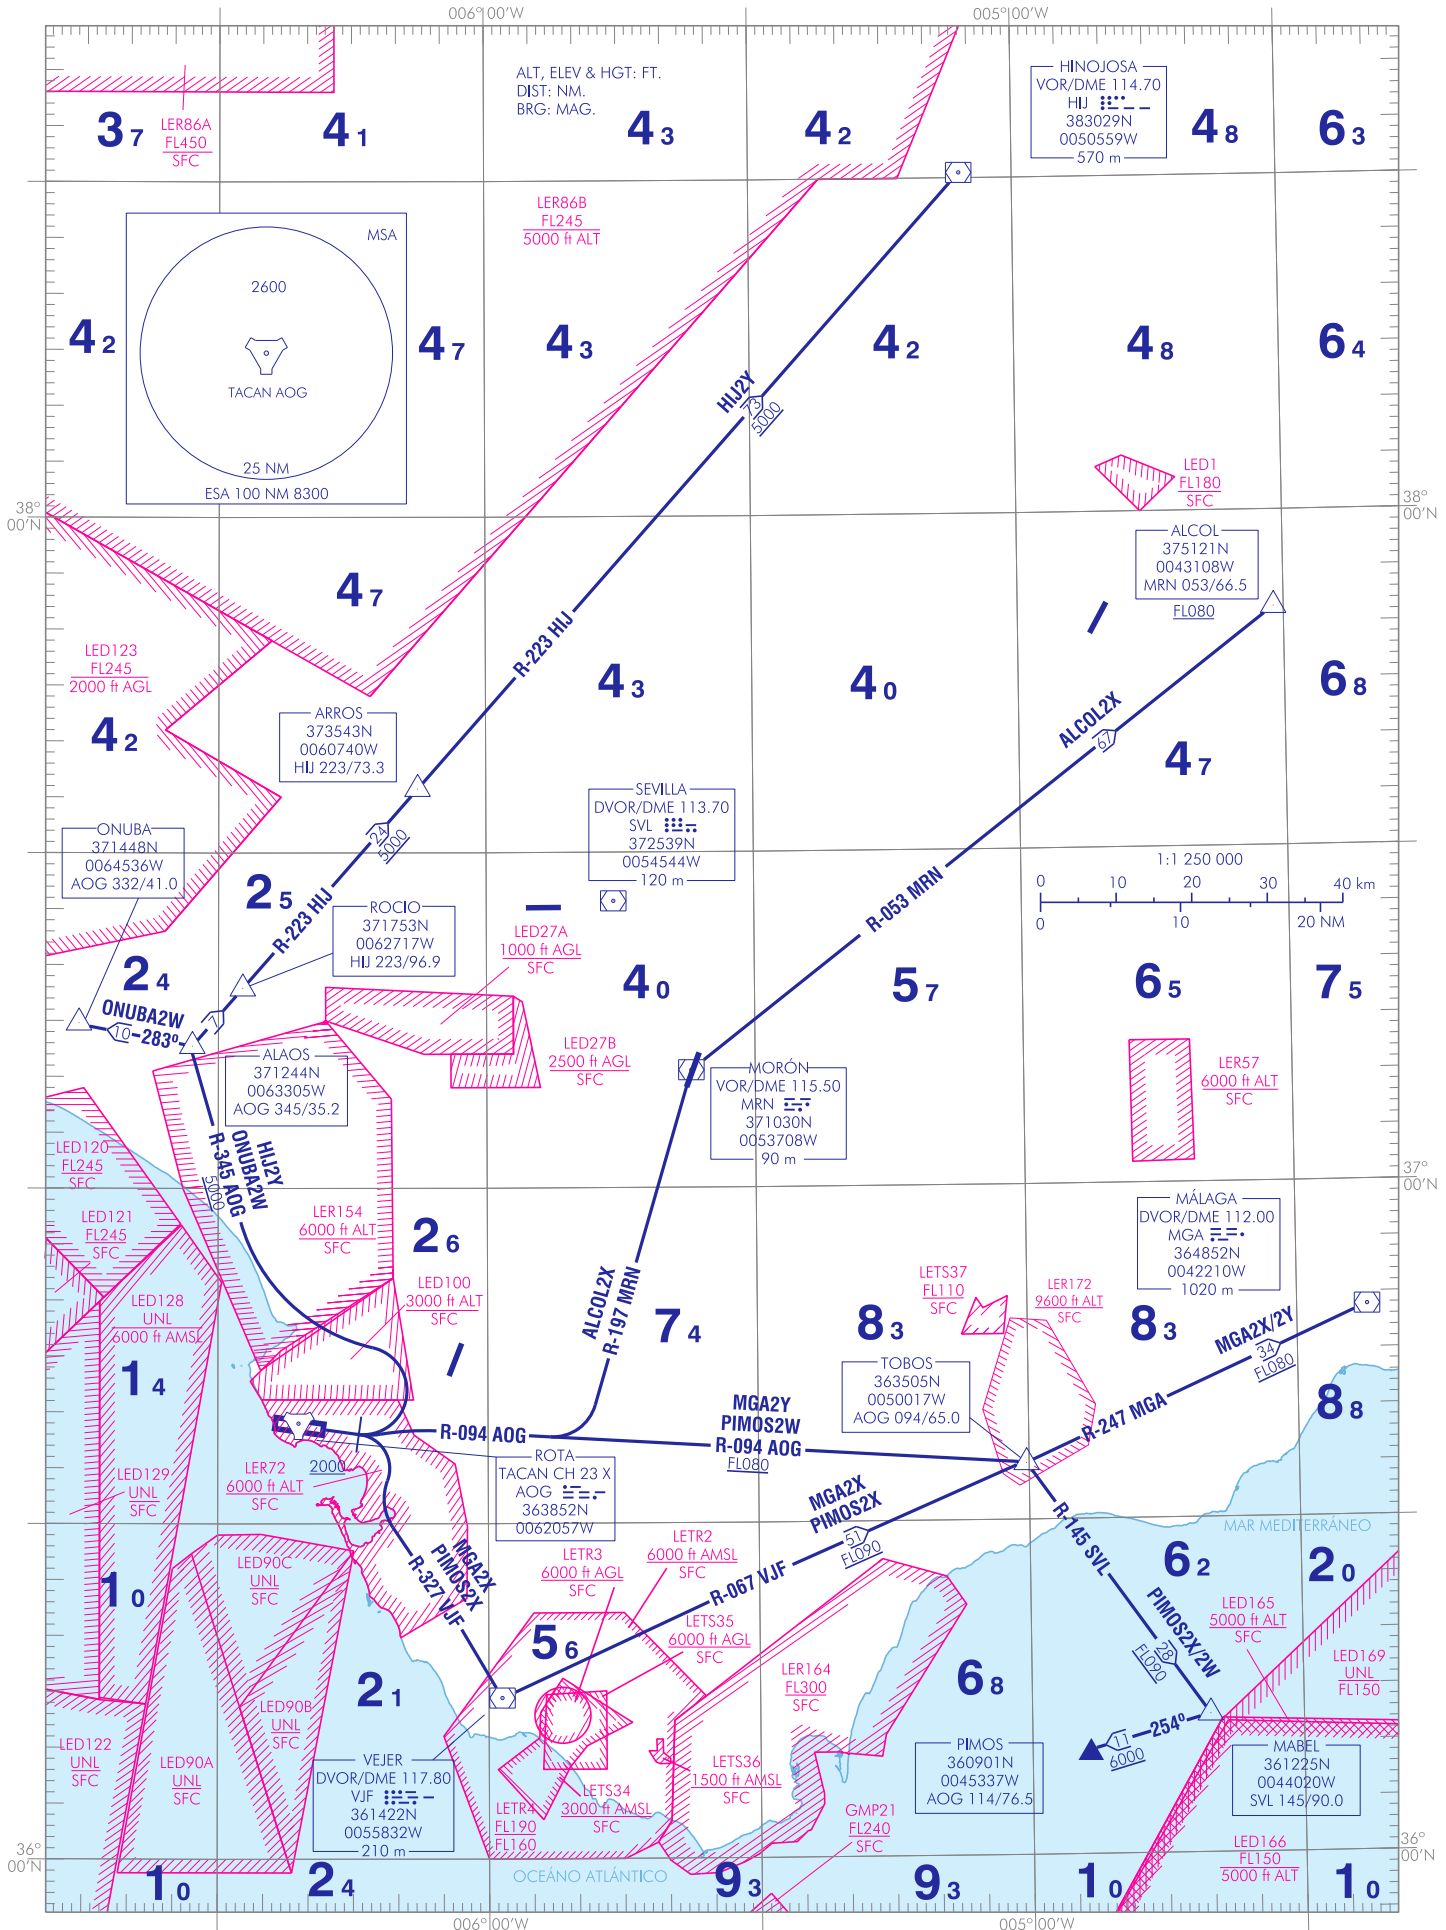 006°00'W
005°00'W
ALT, ELEV & HGT: FT.
DIST: NM.
BRG: MAG.
HINOJOSA
VOR/DME 114.70
HIJ
383029N
0050559W
570 m
37
LER86A
FL450
SFC
41
43
42
48
63
LER86B
FL245
5000 ft ALT
MSA
2600
TACAN AOG
25 NM
ESA 100 NM 8300
42
47
43
42
48
64
HIJ2Y
73
5000
LED1
FL180
SFC
38°
00'N
38°
00'N
ALCOL
375121N
0043108W
MRN 053/66.5
FL080
47
R-223 HIJ
LED123
FL245
2000 ft AGL
43
40
68
42
ARROS
373543N
0060740W
HIJ 223/73.3
ALCOL2X
67
47
SEVILLA
DVOR/DME 113.70
SVL
372539N
0054544W
120 m
ONUBA
371448N
0064536W
AOG 332/41.0
24
5000
1:1 250 000
0 10 20 30 40 km
0 10 20 NM
25
R-223 HIJ
ROCIO
371753N
0062717W
HIJ 223/96.9
LED27A
1000 ft AGL
SFC
R-053 MRN
24
40
57
65
75
ONUBA2W
10
283°
7
LED27B
2500 ft AGL
SFC
ALAOS
371244N
0063305W
AOG 345/35.2
MORÓN
VOR/DME 115.50
MRN
371030N
0053708W
90 m
LER57
6000 ft ALT
SFC
LED120
FL245
SFC
HIJ2Y
ONUBA2W
R-345 AOG
5000
37°
00'N
LED121
FL245
SFC
LER154
6000 ft ALT
SFC
26
MÁLAGA
DVOR/DME 112.00
MGA
364852N
0042210W
1020 m
LED128
UNL
6000 ft AMSL
LED100
3000 ft ALT
SFC
ALCOL2X
R-197 MRN
LETS37
FL110
SFC
LER172
9600 ft ALT
SFC
74
83
83
MGA2X/2Y
34
FL080
14
TOBOS
363505N
0050017W
AOG 094/65.0
88
R-247 MGA
MGA2Y
PIMOS2W
R-094 AOG
R-094 AOG
FL080
LED129
UNL
SFC
LER72
6000 ft ALT
SFC
2000
ROTA
TACAN CH 23 X
AOG
363852N
0062057W
MGA2X
PIMOS2X
51
FL090
R-145 SVL
MAR MEDITERRÁNEO
LED90C
UNL
SFC
MGA2X
PIMOS2X
R-327 VJF
LETR3
6000 ft AGL
SFC
LETR2
6000 ft AMSL
SFC
R-067 VJF
62
20
10
LETS35
6000 ft AGL
SFC
PIMOS2X/2W
28
FL090
LED165
5000 ft ALT
SFC
56
LER164
FL300
SFC
68
LED169
UNL
FL150
21
LED90B
UNL
SFC
254°
11
6000
LED122
UNL
SFC
LED90A
UNL
SFC
VEJER
DVOR/DME 117.80
VJF
361422N
0055832W
210 m
LETS36
1500 ft AMSL
SFC
PIMOS
360901N
0045337W
AOG 114/76.5
MABEL
361225N
0044020W
SVL 145/90.0
LETR4
FL190
FL160
LETS34
3000 ft AMSL
SFC
GMP21
FL240
SFC
LED166
FL150
5000 ft ALT
36°
00'N
36°
00'N
OCEÁNO ATLÁNTICO
10
24
93
93
10
10
006°00'W
005°00'W